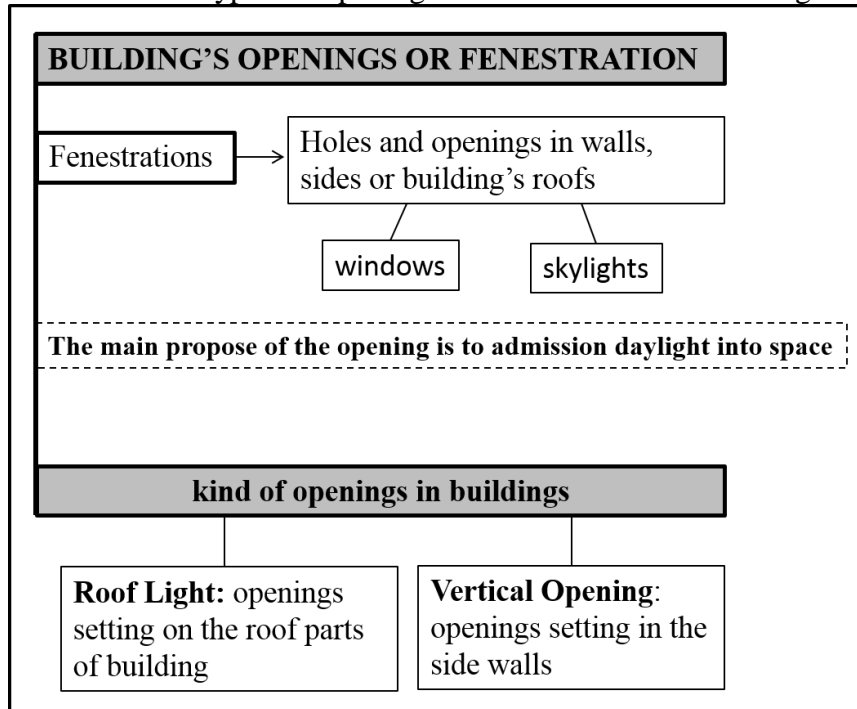 BUILDING'S OPENINGS OR FENESTRATION
Fenestrations
Holes and openings in walls,
sides or building's roofs
windows
skylights
The main propose of the opening is to admission daylight into space
kind of openings in buildings
Roof Light: openings
setting on the roof parts
of building
Vertical Opening:
openings setting in the
side walls